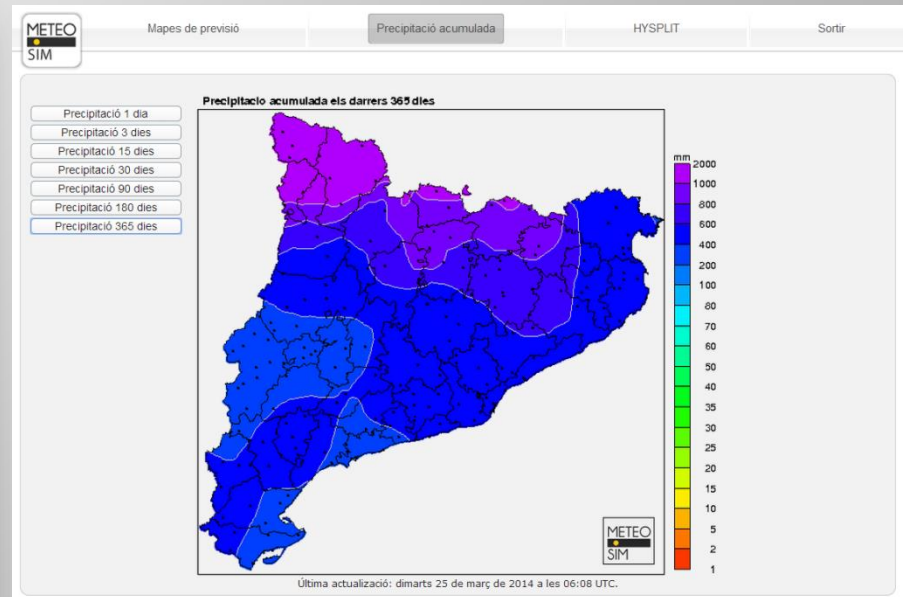 METEO
SIM
Mapes de previsió
Precipitació acumulada
HYSPLIT
Sortir
Precipitació 1 dia
Precipitació 3 dies
Precipitació 15 dies
Precipitació 30 dies
Precipitació 90 dies
Precipitació 180 dies
Precipitació 365 dies
Precipitacio acumulada els darrers 365 dies
mm
2000
1000
800
600
400
200
100
80
70
60
50
40
35
30
25
20
15
10
5
2
1
METEO
SIM
Última actualizació: dimarts 25 de març de 2014 a les 06:08 UTC.